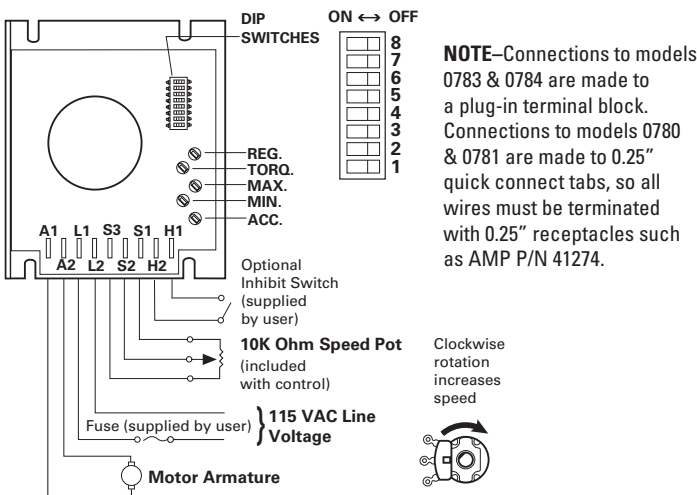 DIP
SWITCHES
ON ↔ OFF
8
7
6
5
4
3
2
1
REG.
TORQ.
MAX.
MIN.
ACC.
A1 L1 S3 S1 H1
A2 L2 S2 H2
Optional
Inhibit Switch
(supplied
by user)
10K Ohm Speed Pot
(included
with control)
Fuse (supplied by user)
115 VAC Line
Voltage
Motor Armature
NOTE–Connections to models
0783 & 0784 are made to
a plug-in terminal block.
Connections to models 0780
& 0781 are made to 0.25”
quick connect tabs, so all
wires must be terminated
with 0.25” receptacles such
as AMP P/N 41274.
Clockwise
rotation
increases
speed